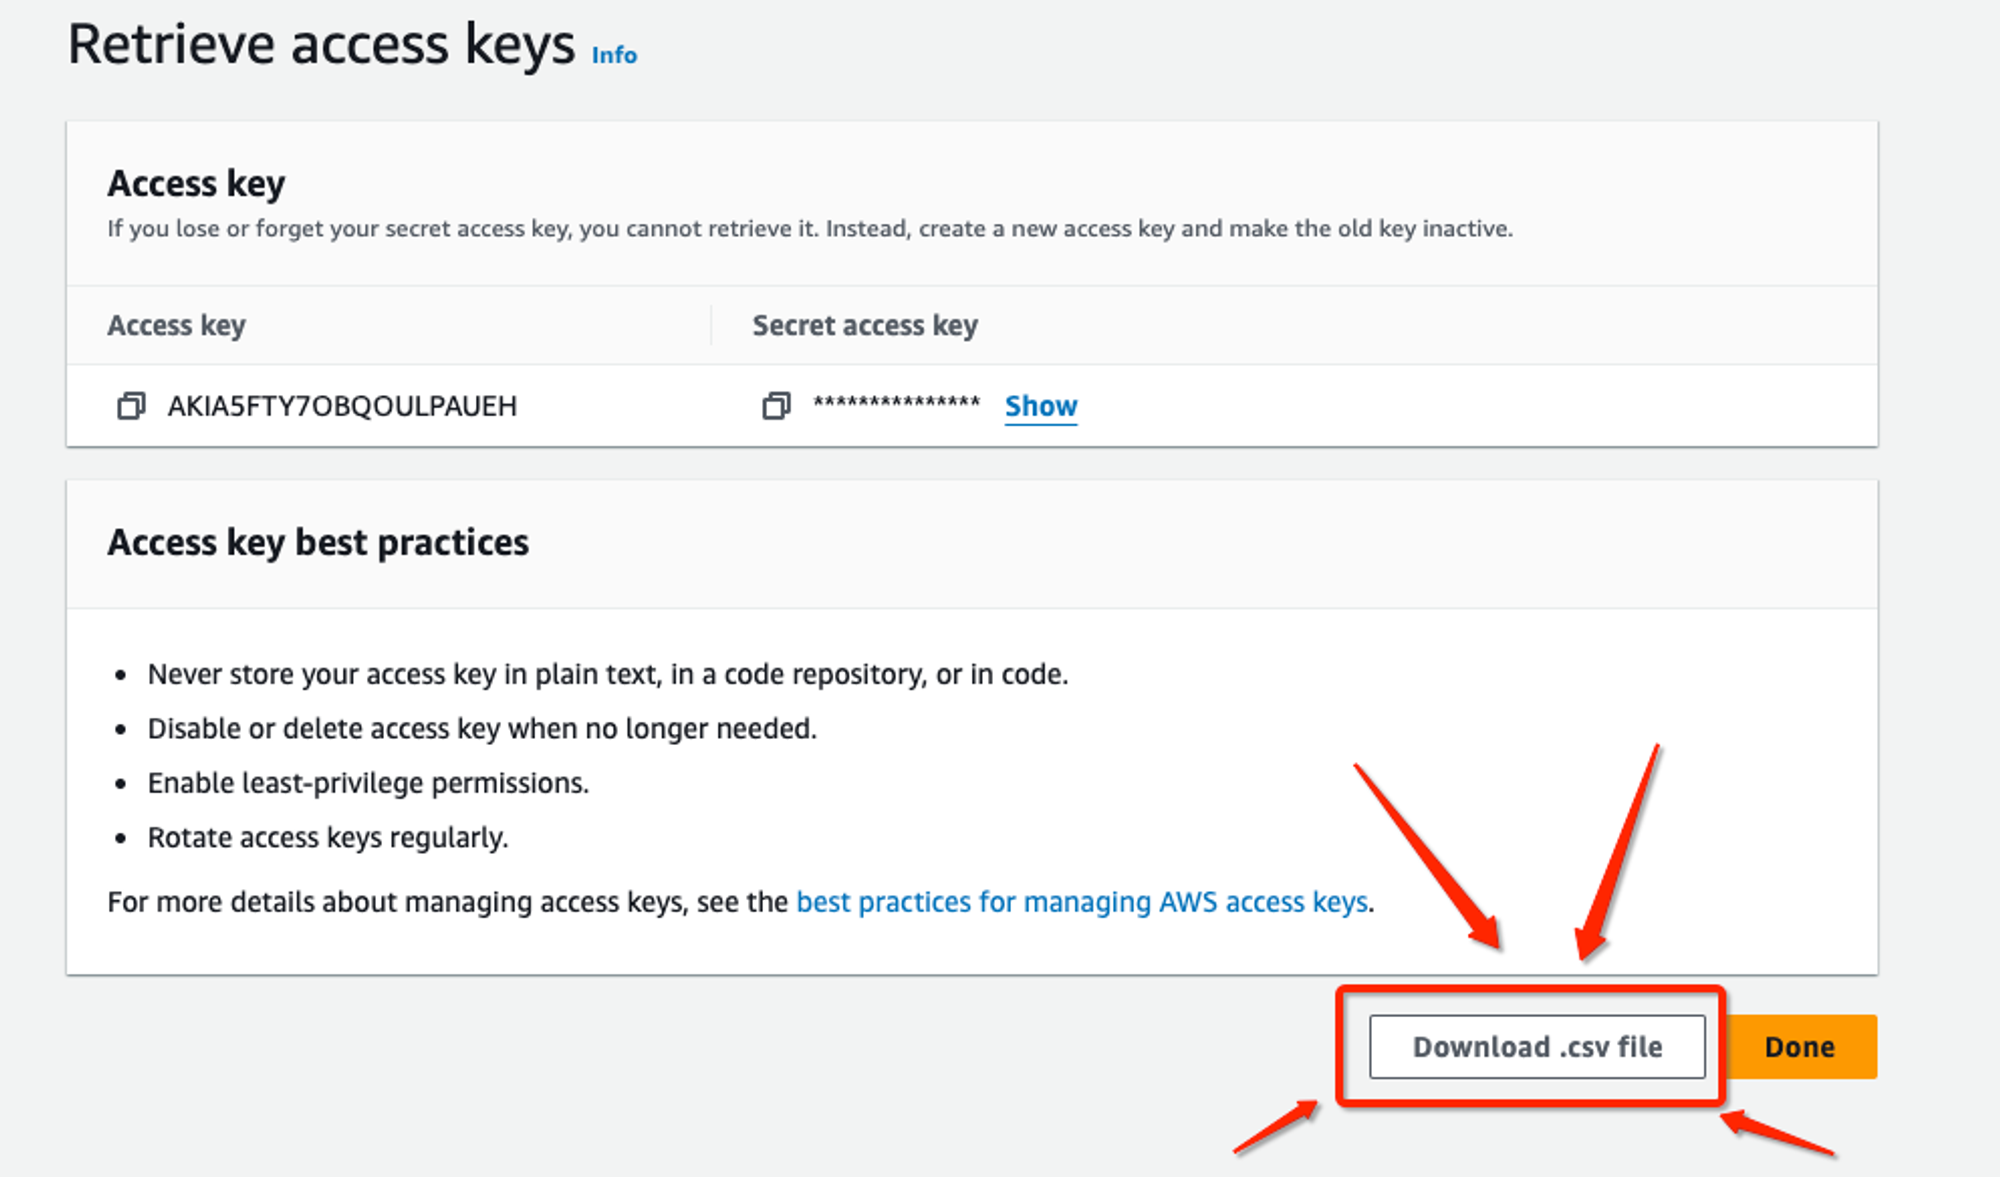 Retrieve access keys Info
Access key
If you lose or forget your secret access key, you cannot retrieve it. Instead, create a new access key and make the old key inactive.
Access key Secret access key
AKIA5FTY7OBQOULPAUEH *************** Show
Access key best practices
• Never store your access key in plain text, in a code repository, or in code.
• Disable or delete access key when no longer needed.
• Enable least-privilege permissions.
• Rotate access keys regularly.
For more details about managing access keys, see the best practices for managing AWS access keys.
Download .csv file Done